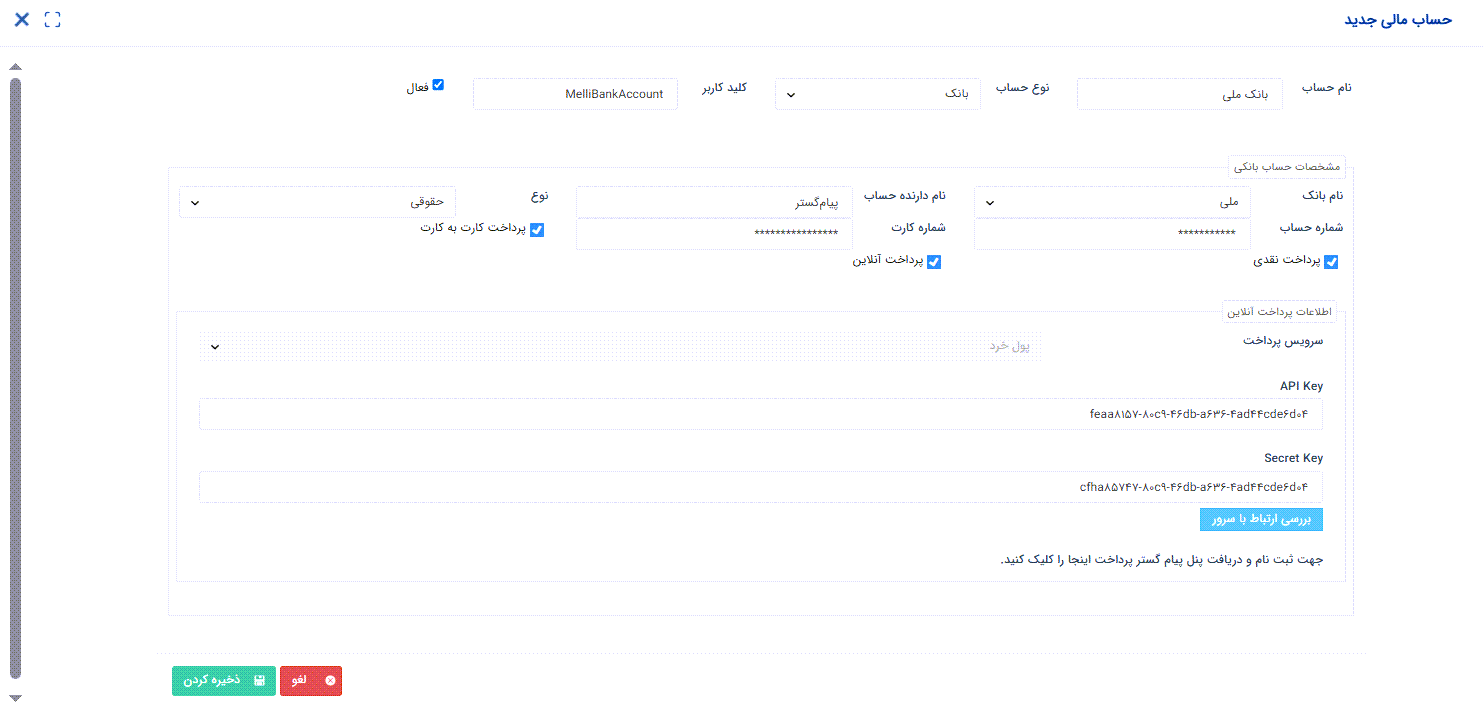 حساب مالی جدید
نام حساب بانک ملی نوع حساب بانک کلید کاربر MelliBankAccount فعال
مشخصات حساب بانکی
نام بانک ملی نام دارنده حساب پیام‌گستر نوع حقوقی
شماره حساب *********** شماره کارت **************** پرداخت کارت به کارت
پرداخت نقدی پرداخت آنلاین
اطلاعات پرداخت آنلاین
سرویس پرداخت پول خرد
API Key
feaa۸۱۵۷-۸۰c۹-۴۶db-a۶۳۶-۴ad۴۴cde۶d۰۴
Secret Key
cfha۸۵۷۴۷-۸۰c۹-۴۶db-a۶۳۶-۴ad۴۴cde۶d۰۴
بررسی ارتباط با سرور
جهت ثبت نام و دریافت پنل پیام گستر پرداخت اینجا را کلیک کنید.
لغو ذخیره کردن